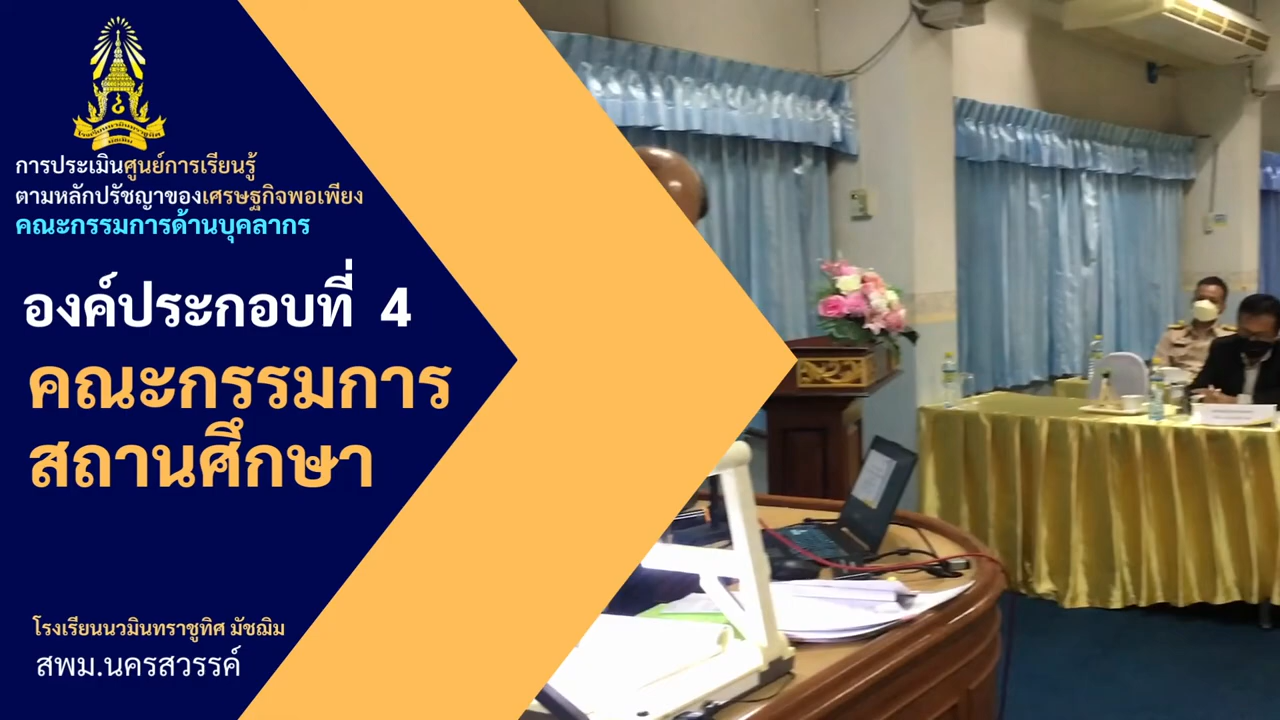 การประเมินศูนย์การเรียนรู้
ตามหลักปรัชญาของเศรษฐกิจพอเพียง
คณะกรรมการด้านบุคลากร
องค์ประกอบที่ 4
คณะกรรมการ
สถานศึกษา
โรงเรียนนวมินทราชูทิศ มัชฌิม
สพม.นครสวรรค์